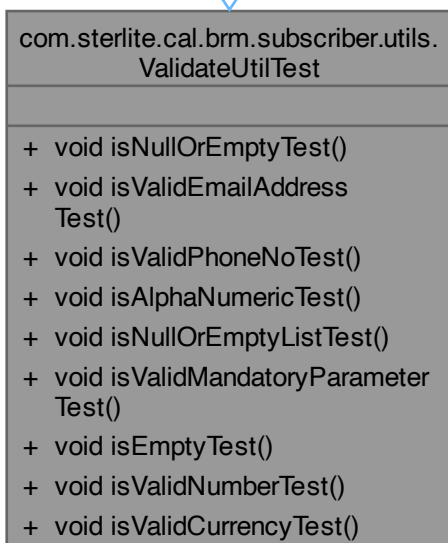 com.sterlite.cal.brm.subscriber.utils.
ValidateUtilTest
+ void isNullOrEmptyTest()
+ void isValidEmailAddress
Test()
+ void isValidPhoneNoTest()
+ void isAlphaNumericTest()
+ void isNullOrEmptyListTest()
+ void isValidMandatoryParameter
Test()
+ void isEmptyTest()
+ void isValidNumberTest()
+ void isValidCurrencyTest()